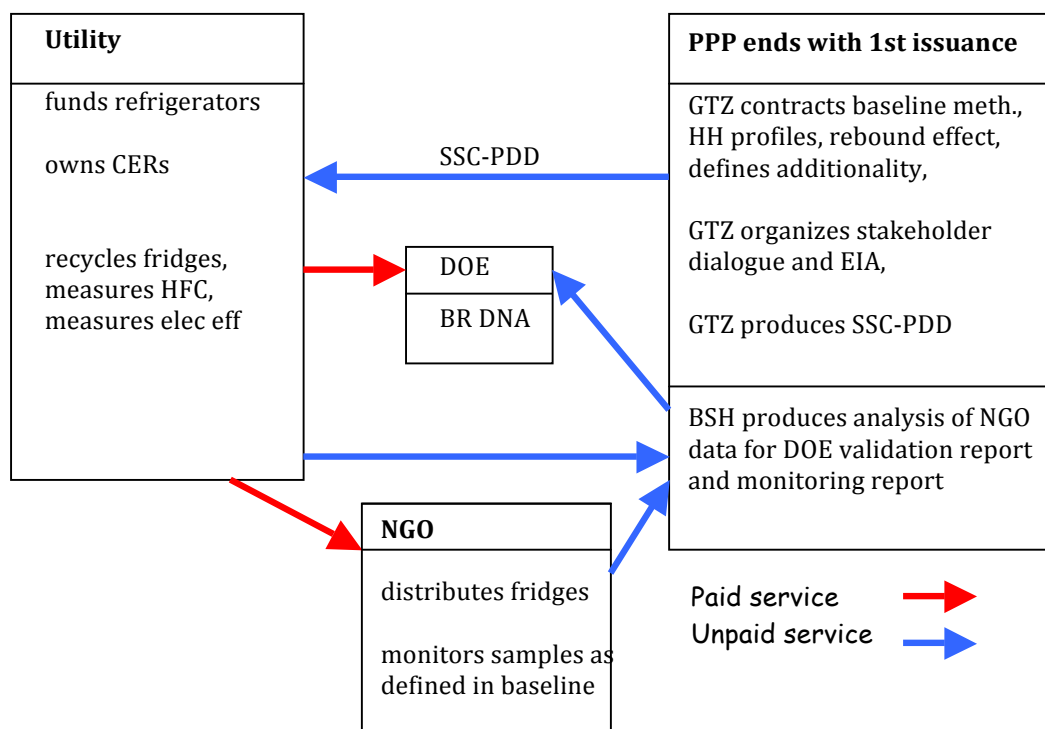 Utility
funds refrigerators
owns CERs
recycles fridges,
measures HFC,
measures elec eff
SSC-PDD
DOE
BR DNA
PPP ends with 1st issuance
GTZ contracts baseline meth.,
HH profiles, rebound effect,
defines additionality,
GTZ organizes stakeholder
dialogue and EIA,
GTZ produces SSC-PDD
BSH produces analysis of NGO
data for DOE validation report
and monitoring report
NGO
distributes fridges
monitors samples as
defined in baseline
Paid service
Unpaid service